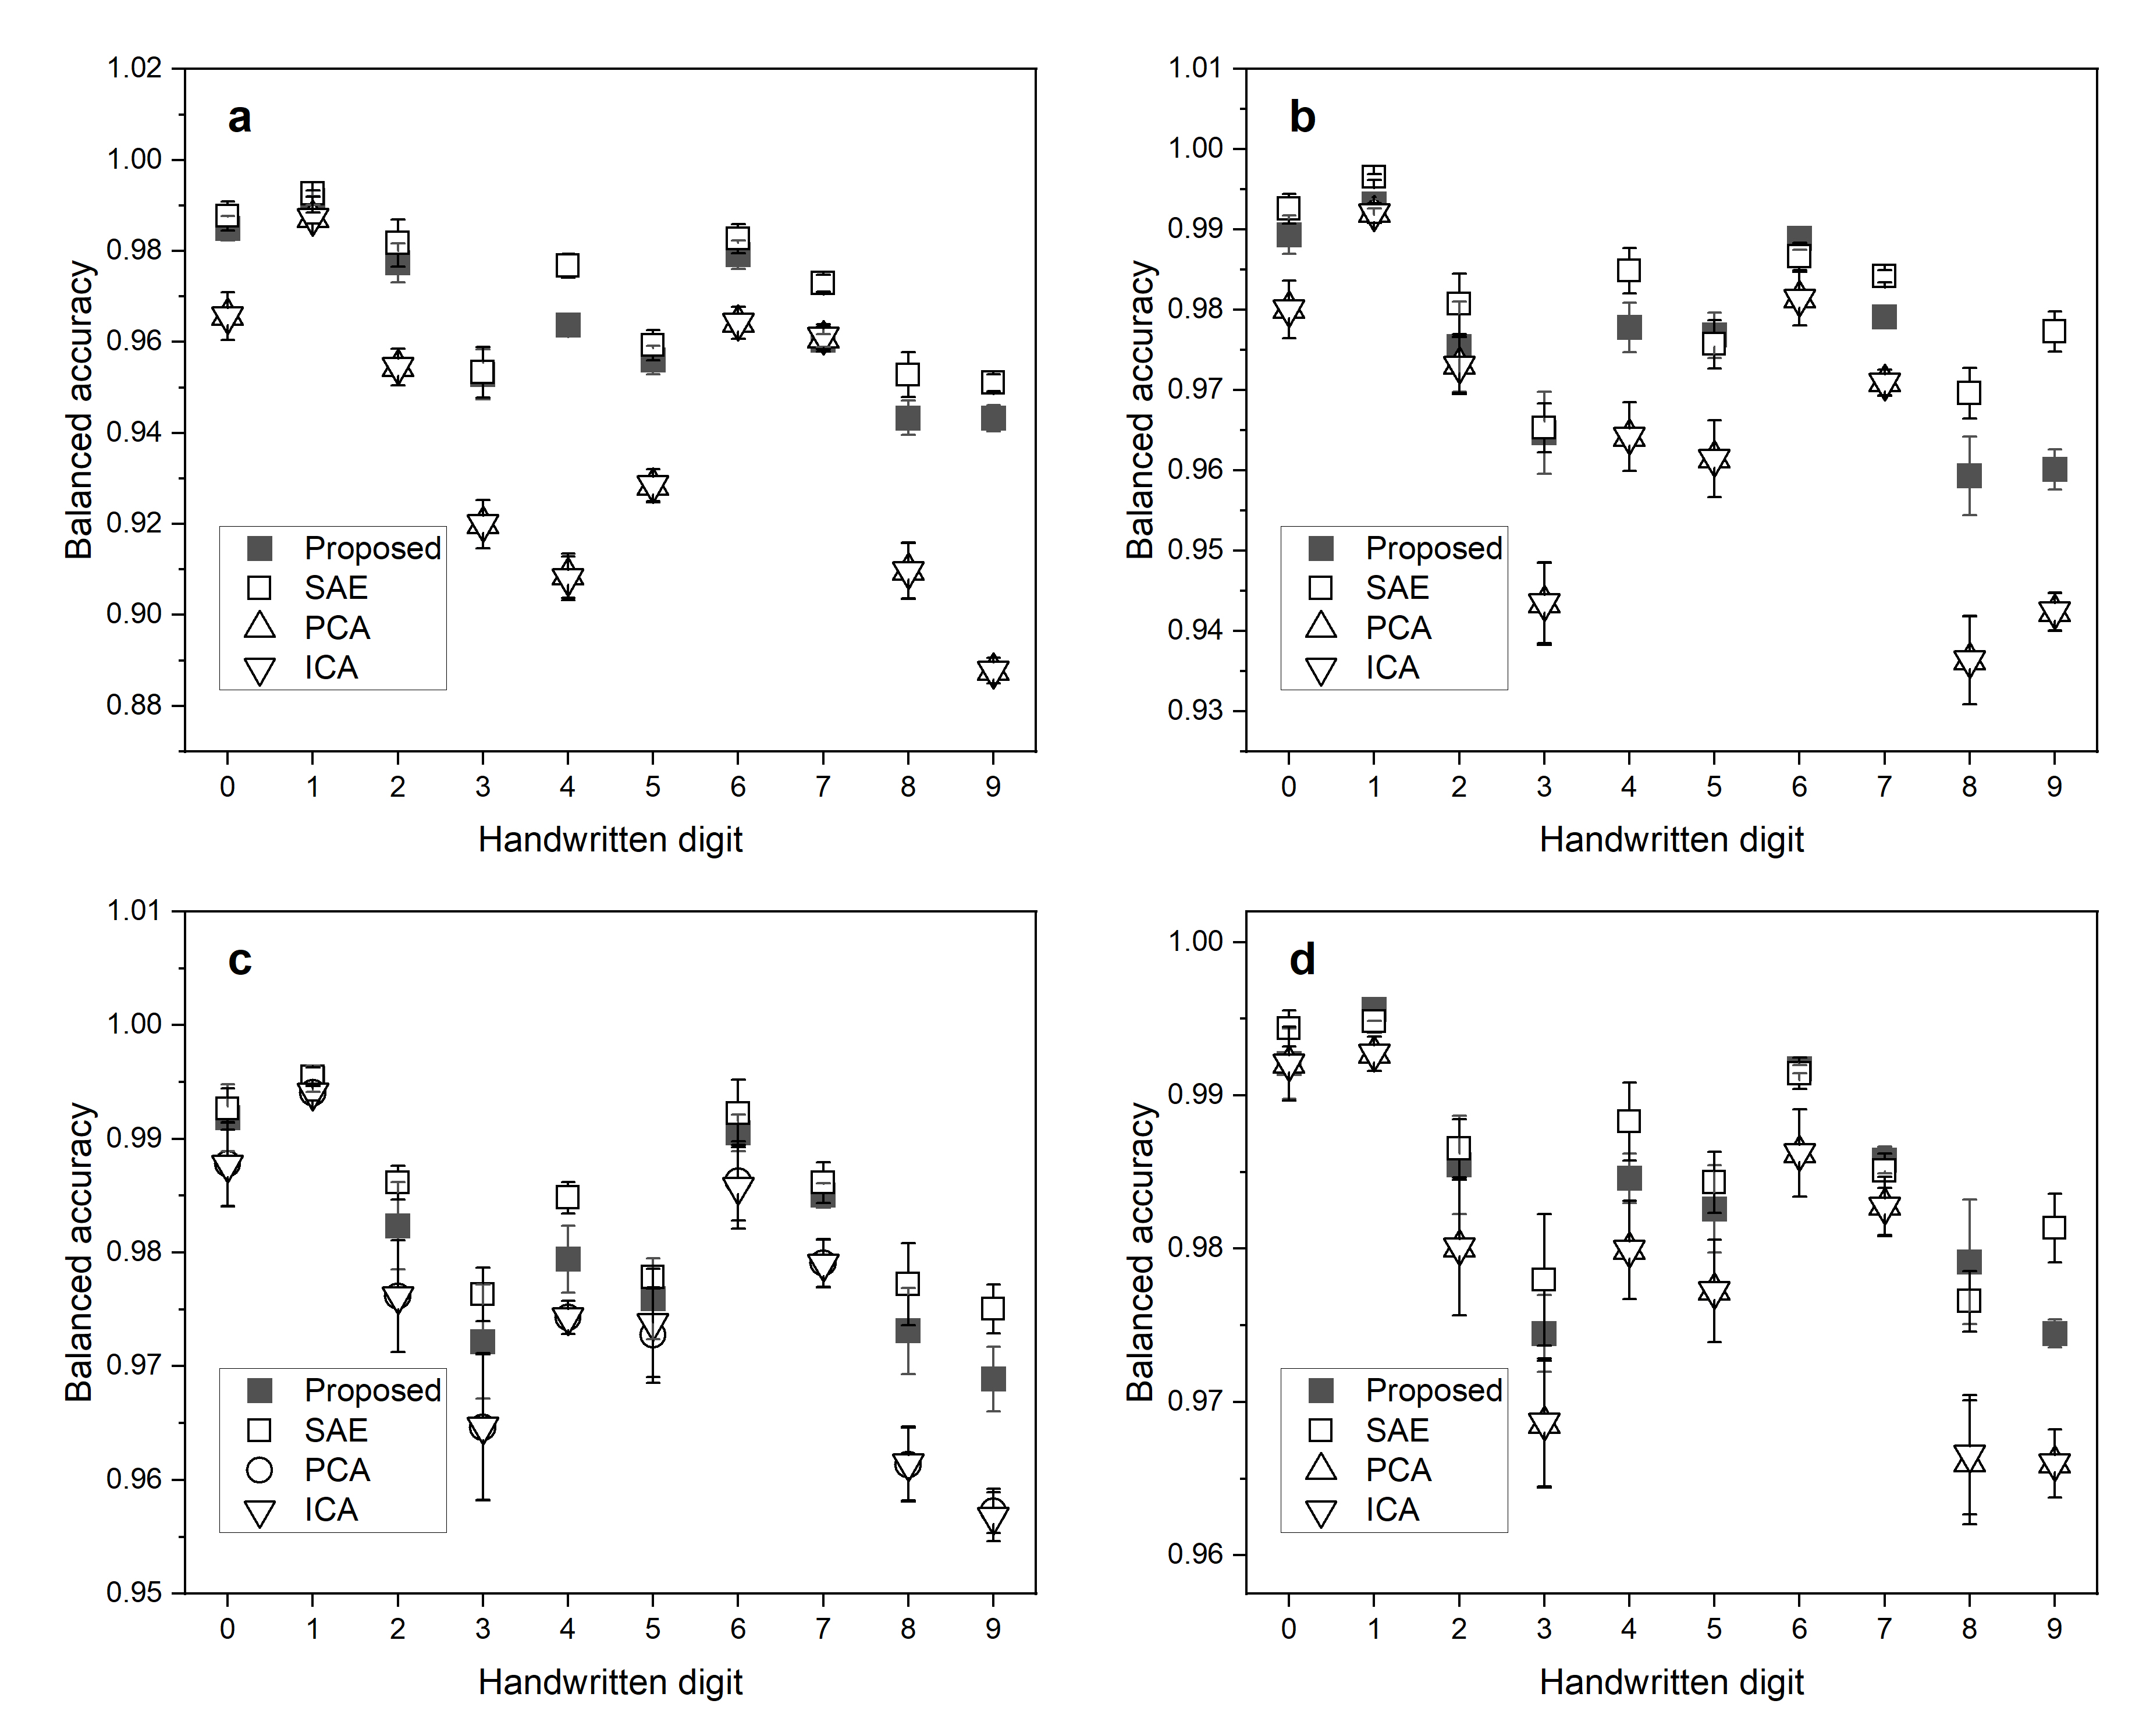 a
1.02
1.00
0.98
0.96
0.94
0.92
0.90
0.88
Balanced accuracy
Proposed
SAE
PCA
ICA
0 1 2 3 4 5 6 7 8 9
Handwritten digit
b
1.01
1.00
0.99
0.98
0.97
0.96
0.95
0.94
0.93
Balanced accuracy
Proposed
SAE
PCA
ICA
0 1 2 3 4 5 6 7 8 9
Handwritten digit
c
1.01
1.00
0.99
0.98
0.97
0.96
0.95
Balanced accuracy
Proposed
SAE
PCA
ICA
0 1 2 3 4 5 6 7 8 9
Handwritten digit
d
1.00
0.99
0.98
0.97
0.96
Balanced accuracy
Proposed
SAE
PCA
ICA
0 1 2 3 4 5 6 7 8 9
Handwritten digit